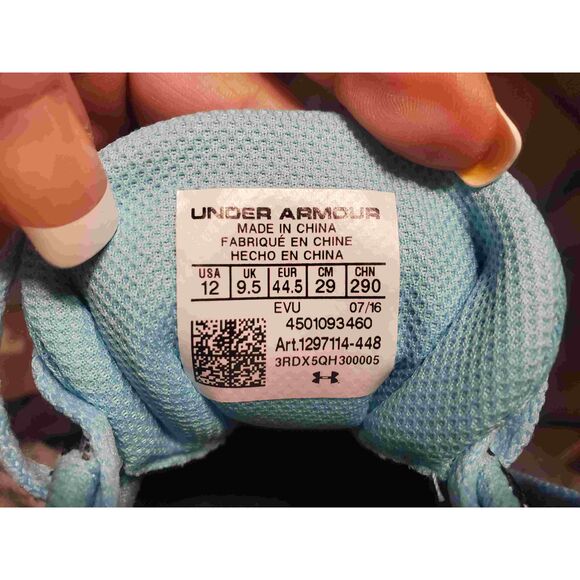 UNDER ARMOUR
MADE IN CHINA
FABRIQUÉ EN CHINE
HECHO EN CHINA
USA UK EUR CM CHN
12 9.5 44.5 29 290
EVU 07/16
4501093460
Art.1297114-448
3RDX5QH300005